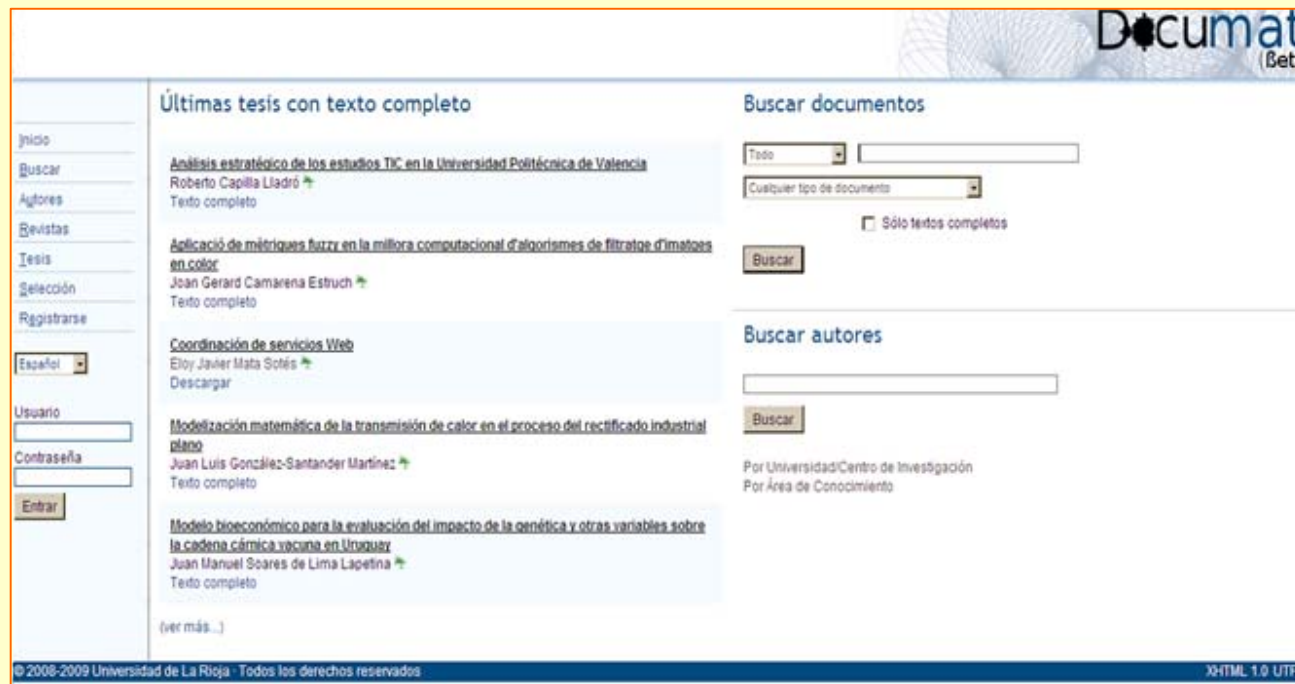 Documat
(ßet
Inicio
Buscar
Autores
Revistas
Tesis
Selección
Registrarse
Español
Usuario
Contraseña
Entrar
Últimas tesis con texto completo
Análisis estratégico de los estudios TIC en la Universidad Politécnica de Valencia
Roberto Capilla Lladró
Texto completo
Aplicació de mètriques fuzzy en la millora computacional d'algorismes de filtratge d'imatges
en color
Joan Gerard Camarena Estruch
Texto completo
Coordinación de servicios Web
Eloy Javier Mata Sotés
Descargar
Modelización matemática de la transmisión de calor en el proceso del rectificado industrial
plano
Juan Luis González-Santander Martínez
Texto completo
Modelo bioeconómico para la evaluación del impacto de la genética y otras variables sobre
la cadena cárnica vacuna en Uruguay
Juan Manuel Soares de Lima Lapetina
Texto completo
(ver más...)
Buscar documentos
Todo
Cualquier tipo de documento
Sólo textos completos
Buscar
Buscar autores
Buscar
Por Universidad/Centro de Investigación
Por Área de Conocimiento
© 2008-2009 Universidad de La Rioja · Todos los derechos reservados
XHTML 1.0 UTF